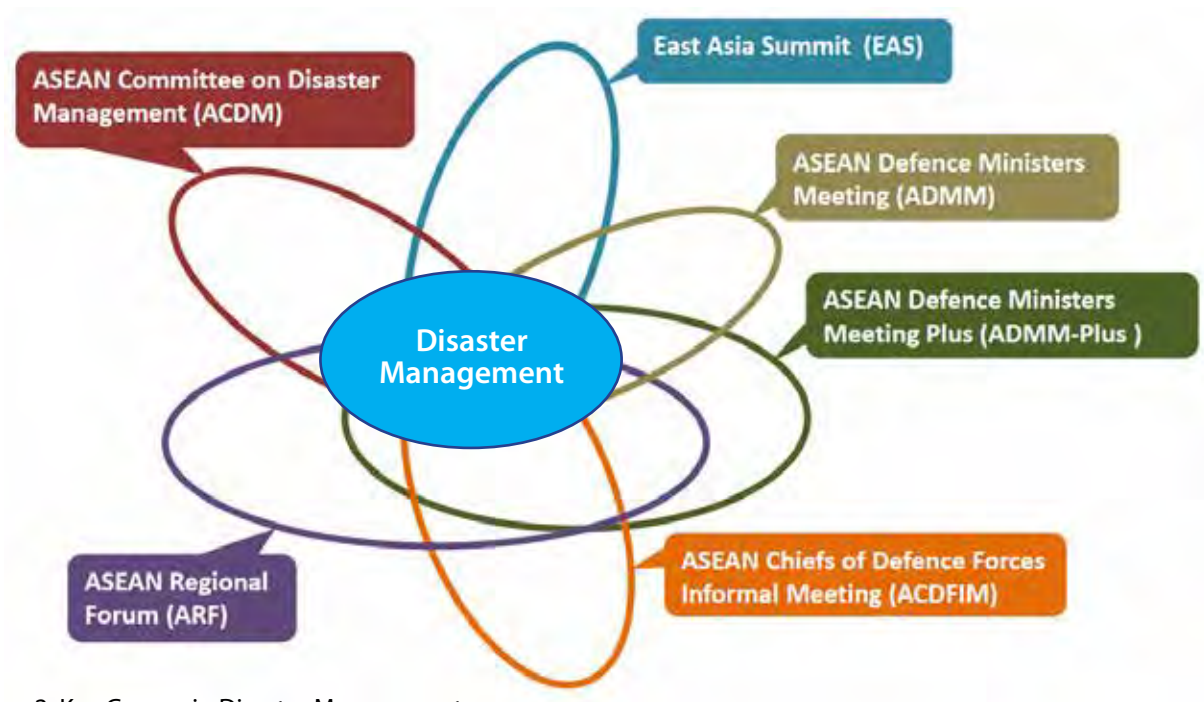 East Asia Summit (EAS)
ASEAN Committee on Disaster
Management (ACDM)
ASEAN Defence Ministers
Meeting (ADMM)
ASEAN Defence Ministers
Meeting Plus (ADMM-Plus )
Disaster
Management
ASEAN Chiefs of Defence Forces
Informal Meeting (ACDFIM)
ASEAN Regional
Forum (ARF)